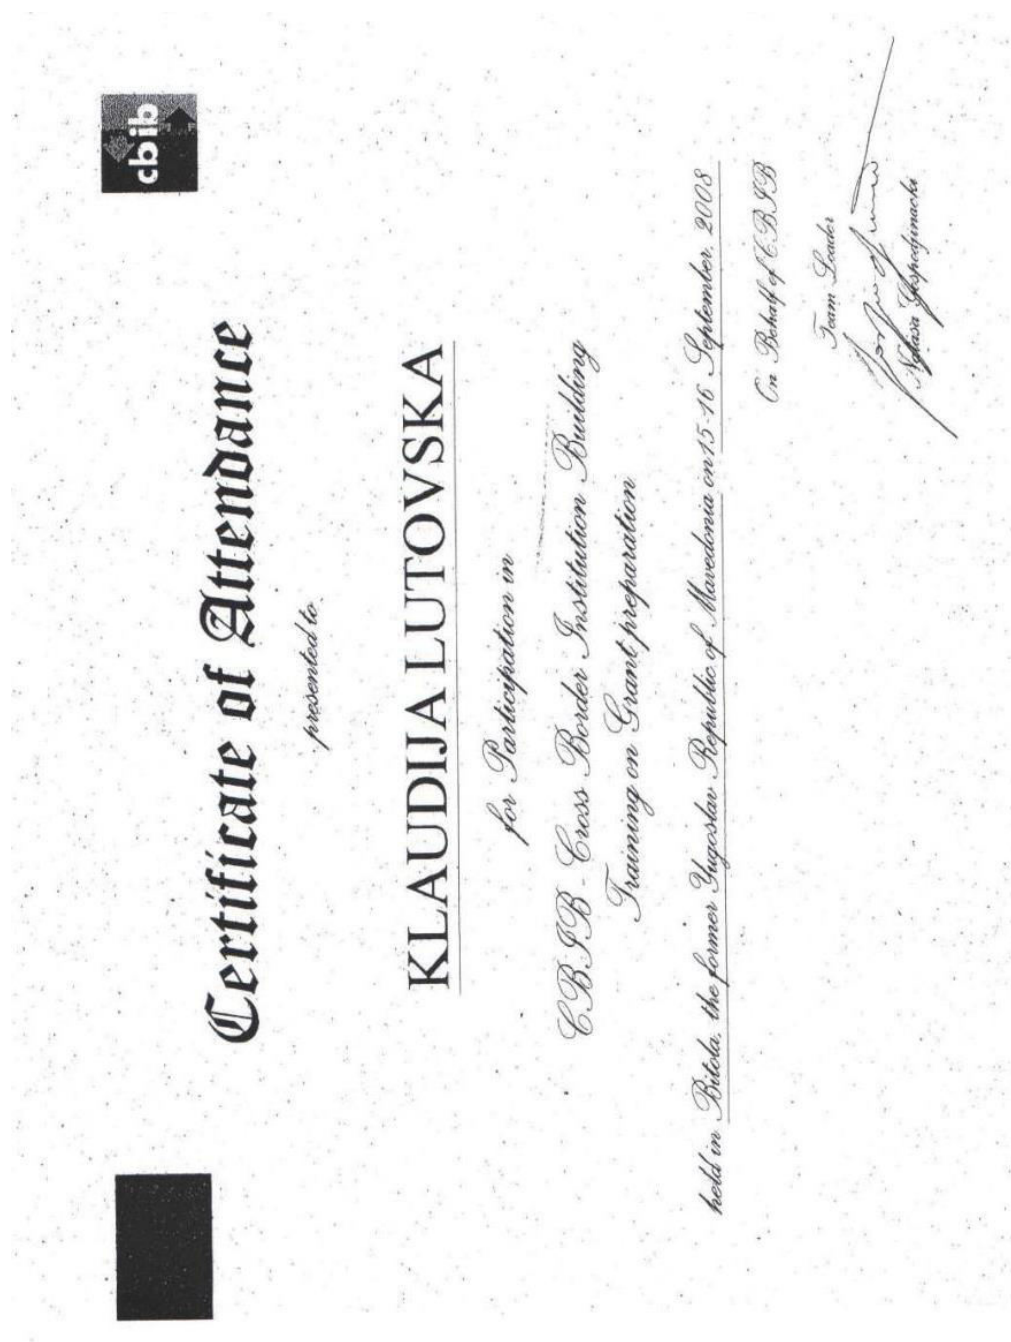 cbib
Certificate of Attendance
presented to
KLAUDIJA LUTOVSKA
for Participation in
CBIB - Cross Border Institution Building
Training on Grant preparation
held in Bitola, the former Yugoslav Republic of Mavedonia on 15-16 September, 2008
On Behalf of CBIB
Team Leader